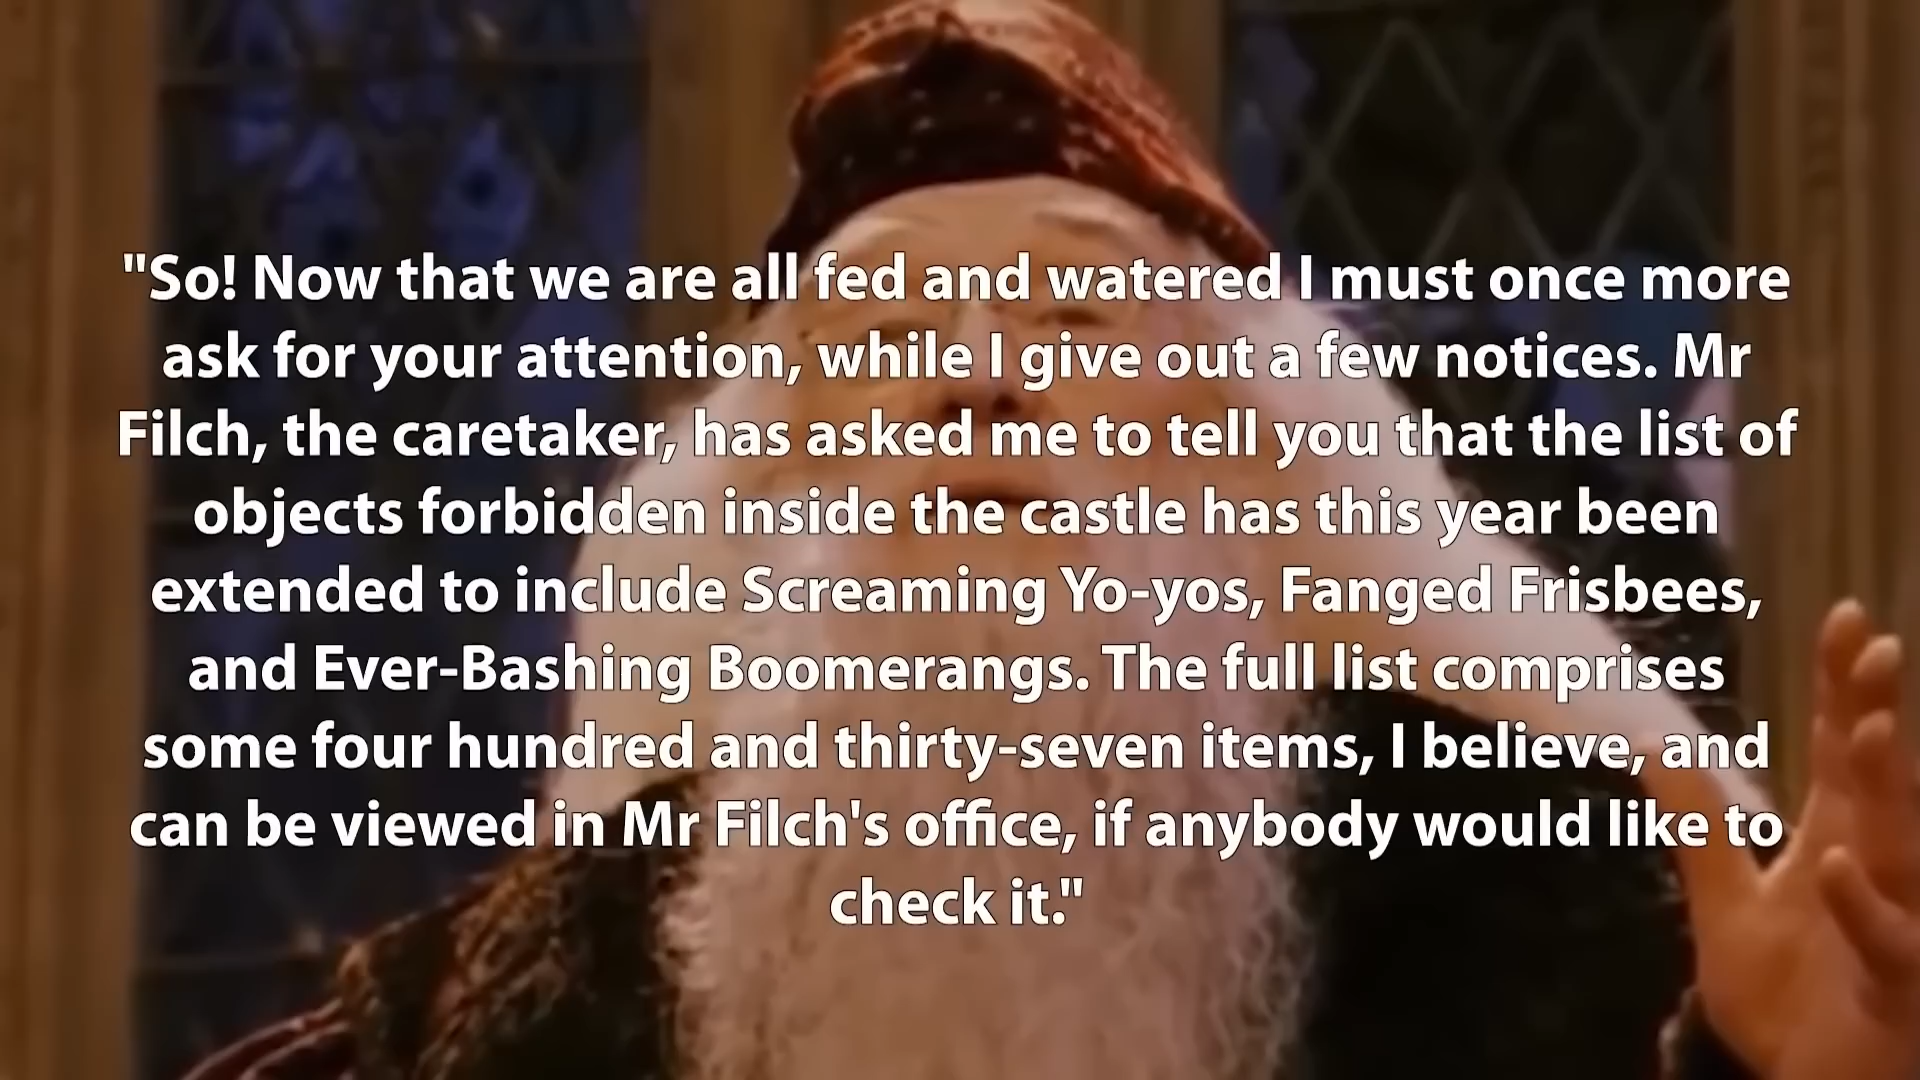 "So! Now that we are all fed and watered I must once more
ask for your attention, while I give out a few notices. Mr
Filch, the caretaker, has asked me to tell you that the list of
objects forbidden inside the castle has this year been
extended to include Screaming Yo-yos, Fanged Frisbees,
and Ever-Bashing Boomerangs. The full list comprises
some four hundred and thirty-seven items, I believe, and
can be viewed in Mr Filch's office, if anybody would like to
check it."